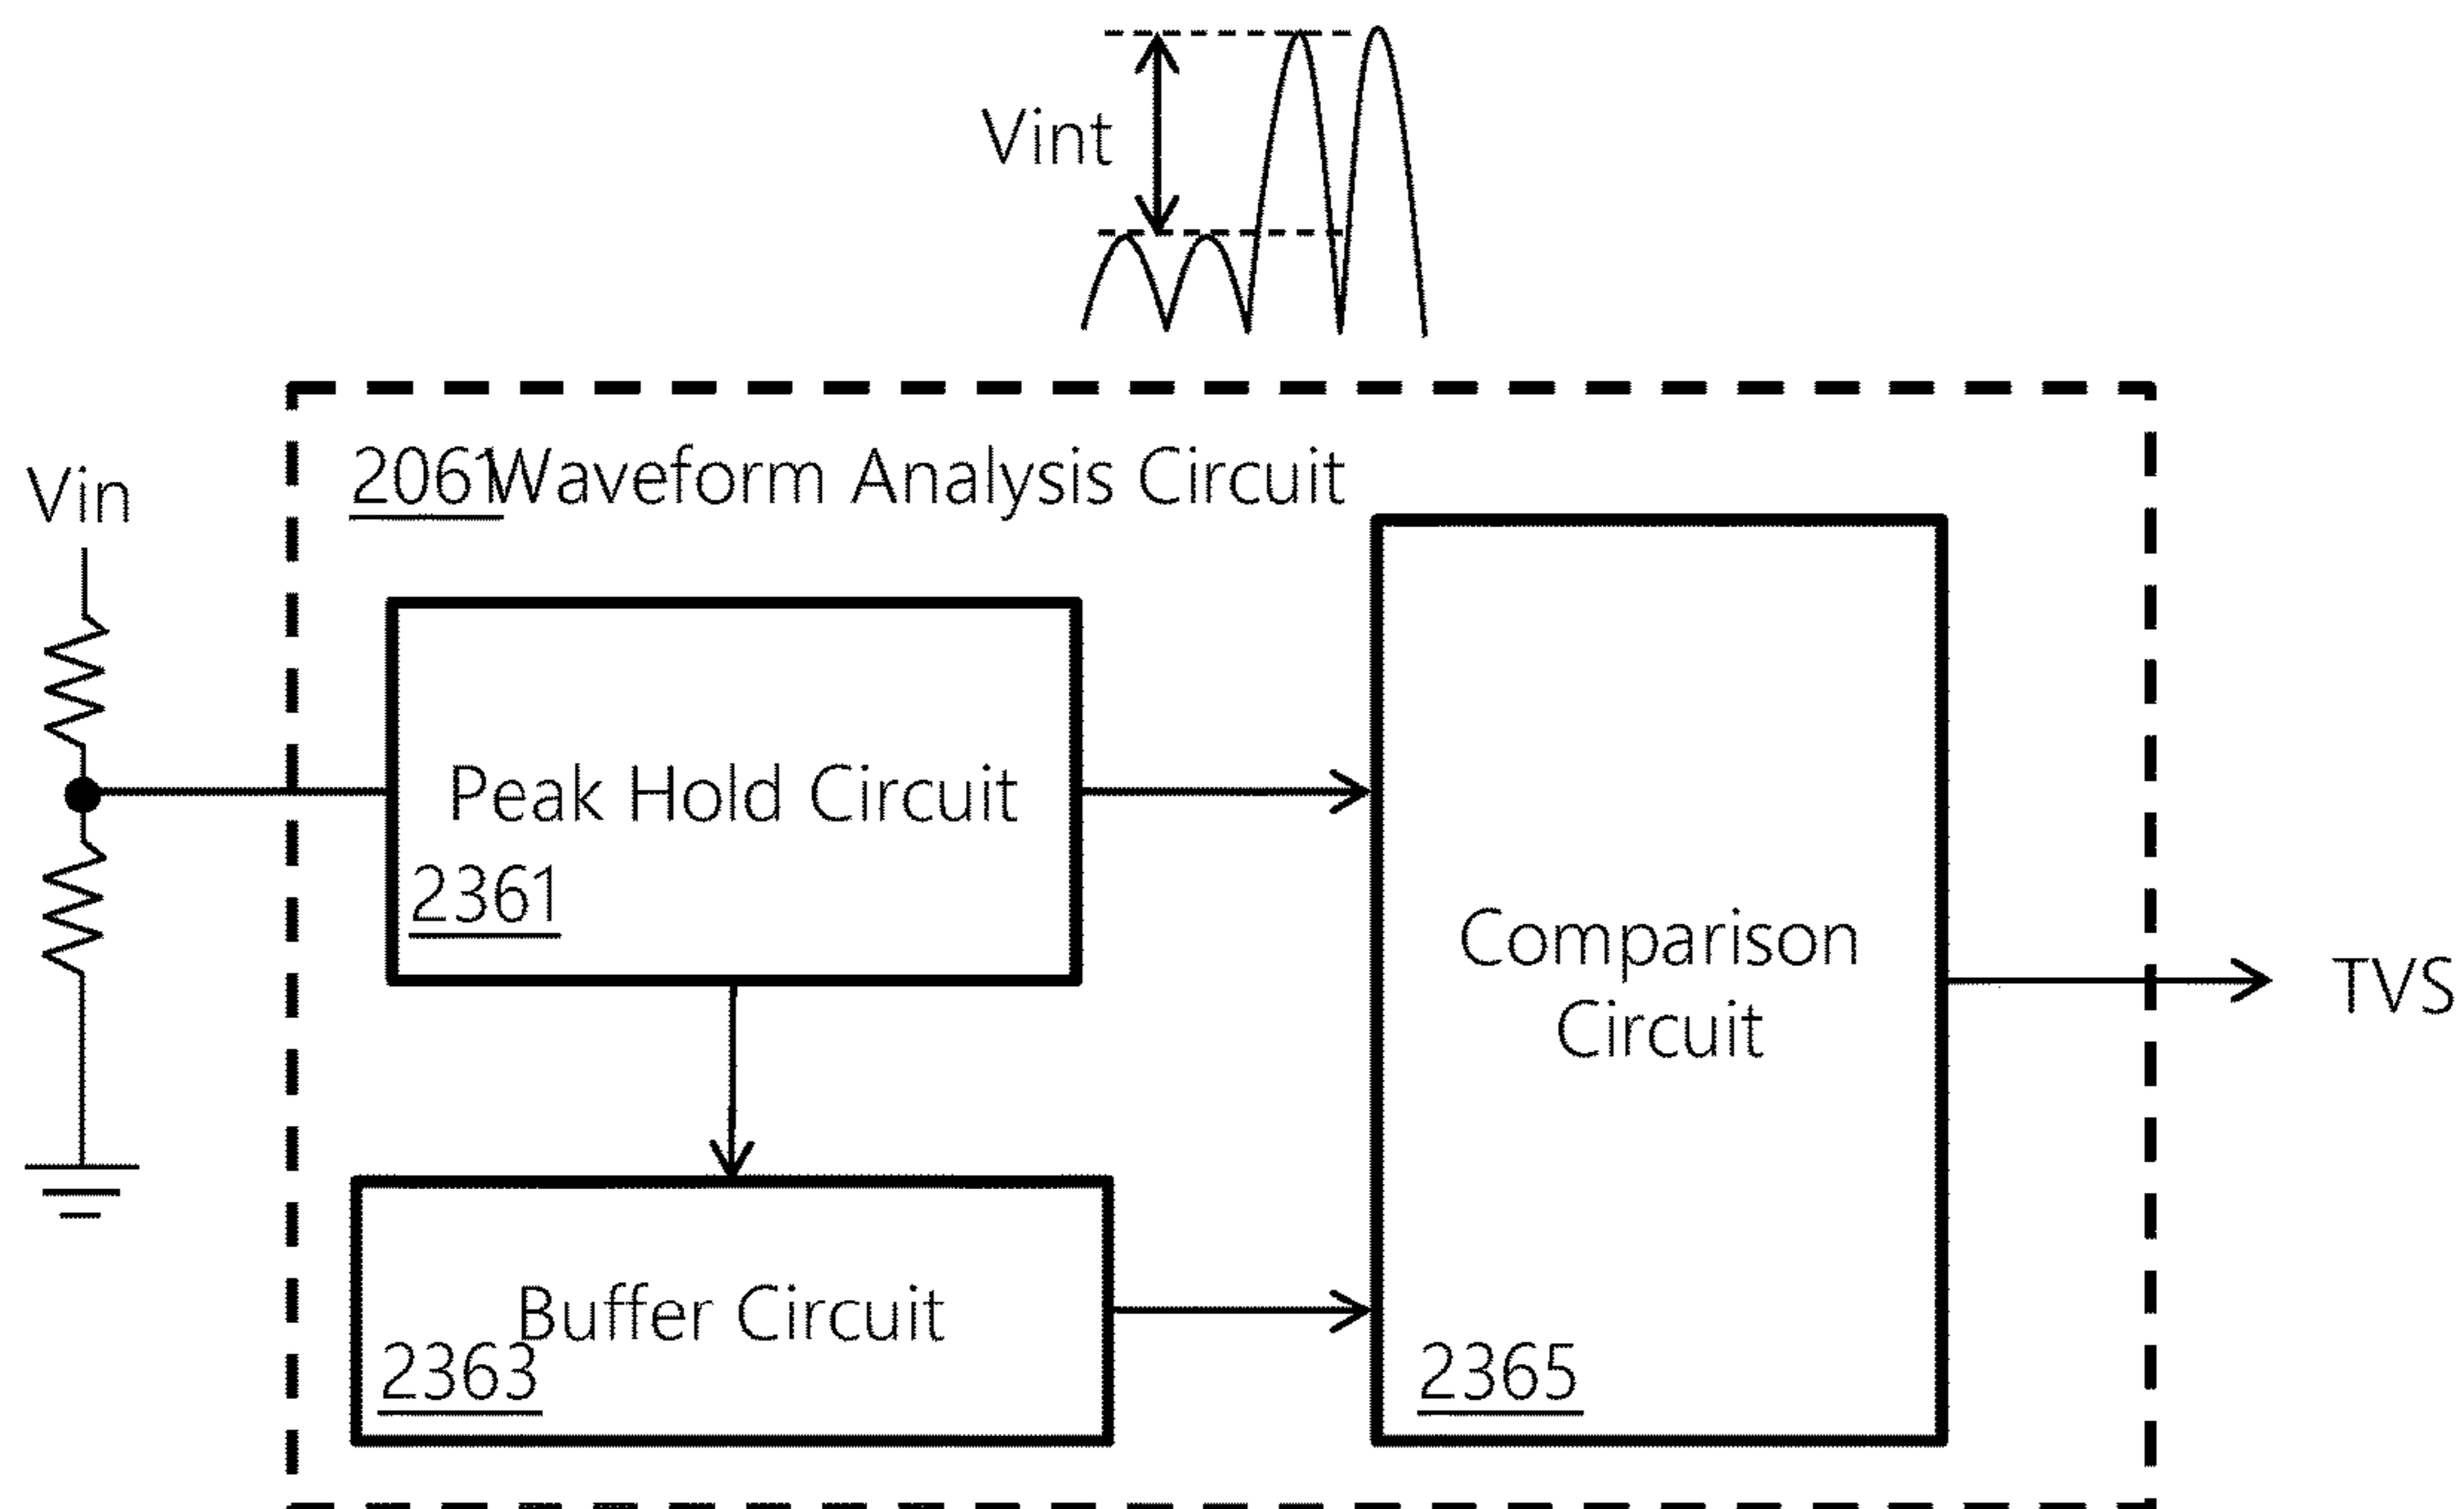 Vint
2061 Waveform Analysis Circuit
Vin
Peak Hold Circuit
2361
Comparison
Circuit
TVS
Buffer Circuit
2363
2365